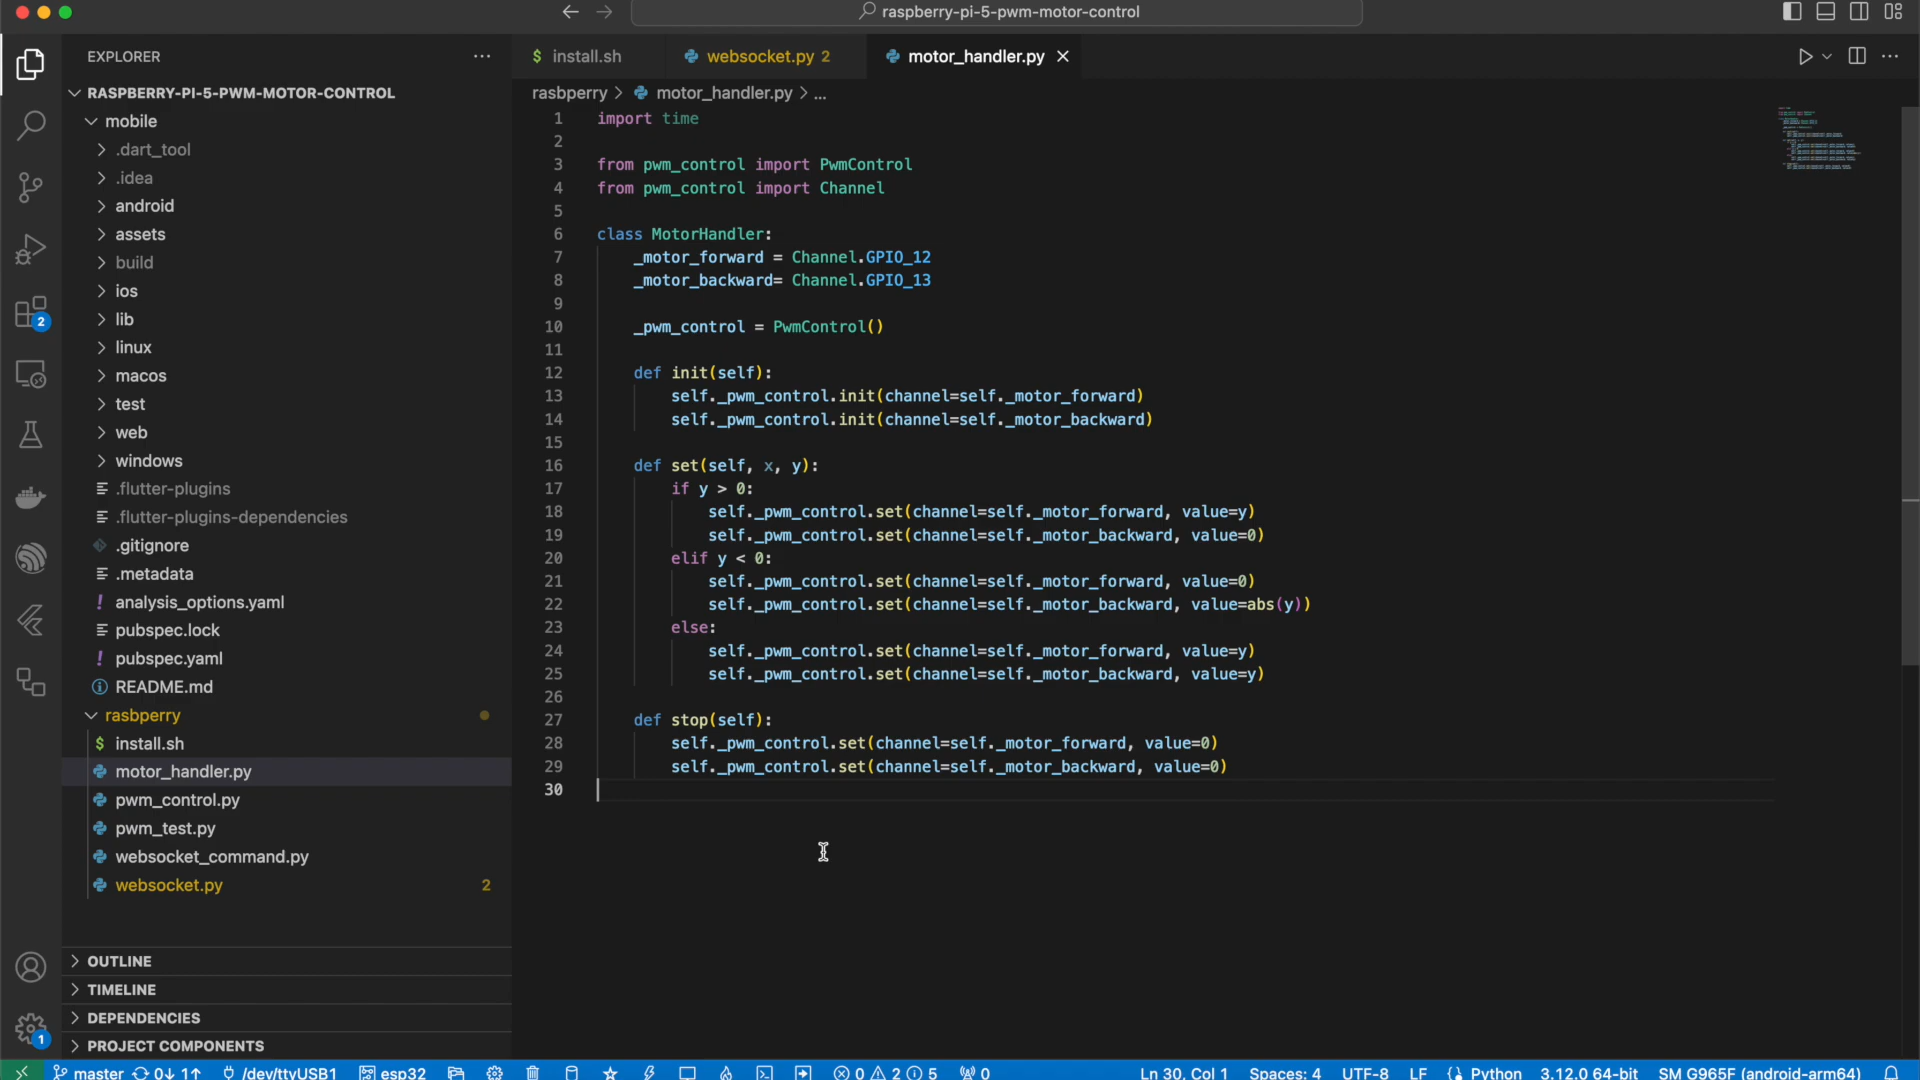 raspberry-pi-5-pwm-motor-control
EXPLORER
RASPBERRY-PI-5-PWM-MOTOR-CONTROL
mobile
.dart_tool
.idea
android
assets
build
ios
lib
linux
macos
test
web
windows
.flutter-plugins
.flutter-plugins-dependencies
.gitignore
.metadata
! analysis_options.yaml
pubspec.lock
! pubspec.yaml
README.md
rasbperry
$ install.sh
motor_handler.py
pwm_control.py
pwm_test.py
websocket_command.py
websocket.py 2
OUTLINE
TIMELINE
DEPENDENCIES
PROJECT COMPONENTS
2
1
$ install.sh websocket.py 2 motor_handler.py
rasbperry > motor_handler.py > ...
1 import time
2
3 from pwm_control import PwmControl
4 from pwm_control import Channel
5
6 class MotorHandler:
7 _motor_forward = Channel.GPIO_12
8 _motor_backward= Channel.GPIO_13
9
10 _pwm_control = PwmControl()
11
12 def init(self):
13 self._pwm_control.init(channel=self._motor_forward)
14 self._pwm_control.init(channel=self._motor_backward)
15
16 def set(self, x, y):
17 if y > 0:
18 self._pwm_control.set(channel=self._motor_forward, value=y)
19 self._pwm_control.set(channel=self._motor_backward, value=0)
20 elif y < 0:
21 self._pwm_control.set(channel=self._motor_forward, value=0)
22 self._pwm_control.set(channel=self._motor_backward, value=abs(y))
23 else:
24 self._pwm_control.set(channel=self._motor_forward, value=y)
25 self._pwm_control.set(channel=self._motor_backward, value=y)
26
27 def stop(self):
28 self._pwm_control.set(channel=self._motor_forward, value=0)
29 self._pwm_control.set(channel=self._motor_backward, value=0)
30
master 0↓ 1↑ /dev/ttyUSB1 esp32 0 2 5 0 Ln 30, Col 1 Spaces: 4 UTF-8 LF Python 3.12.0 64-bit SM G965F (android-arm64)